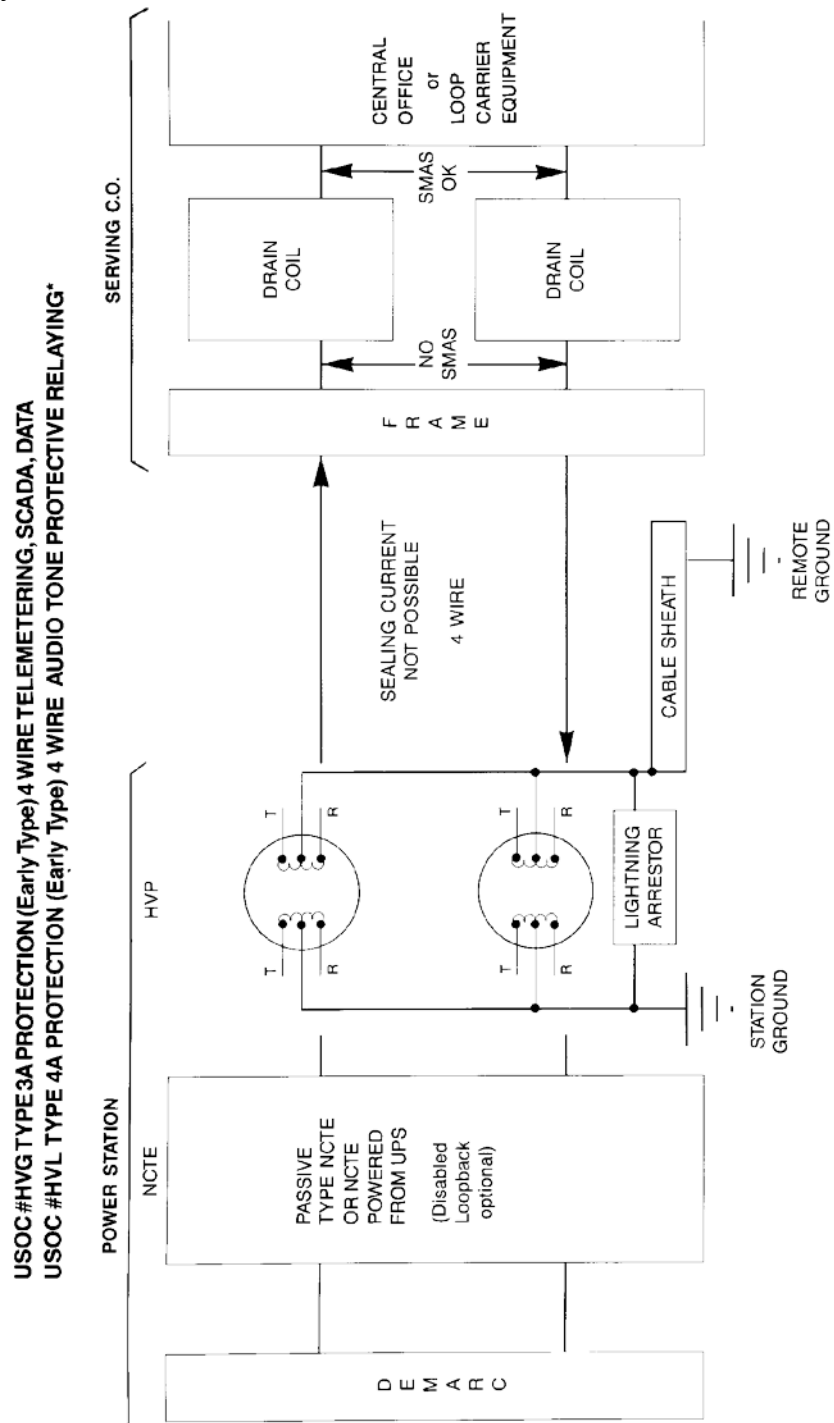 USOC #HVG TYPE 3A PROTECTION (Early Type) 4 WIRE TELEMETERING, SCADA, DATA
USOC #HVL TYPE 4A PROTECTION (Early Type) 4 WIRE AUDIO TONE PROTECTIVE RELAYING*
POWER STATION
SERVING C.O.
NCTE
HVP
DEMARC
PASSIVE
TYPE NCTE
OR NCTE
POWERED
FROM UPS
(Disabled
Loopback
optional)
T
R
T
R
T
R
T
R
LIGHTNING
ARRESTOR
STATION
GROUND
SEALING CURRENT
NOT POSSIBLE
4 WIRE
CABLE SHEATH
REMOTE
GROUND
FRAME
NO
SMAS
DRAIN
COIL
DRAIN
COIL
SMAS
OK
CENTRAL
OFFICE
or
LOOP
CARRIER
EQUIPMENT